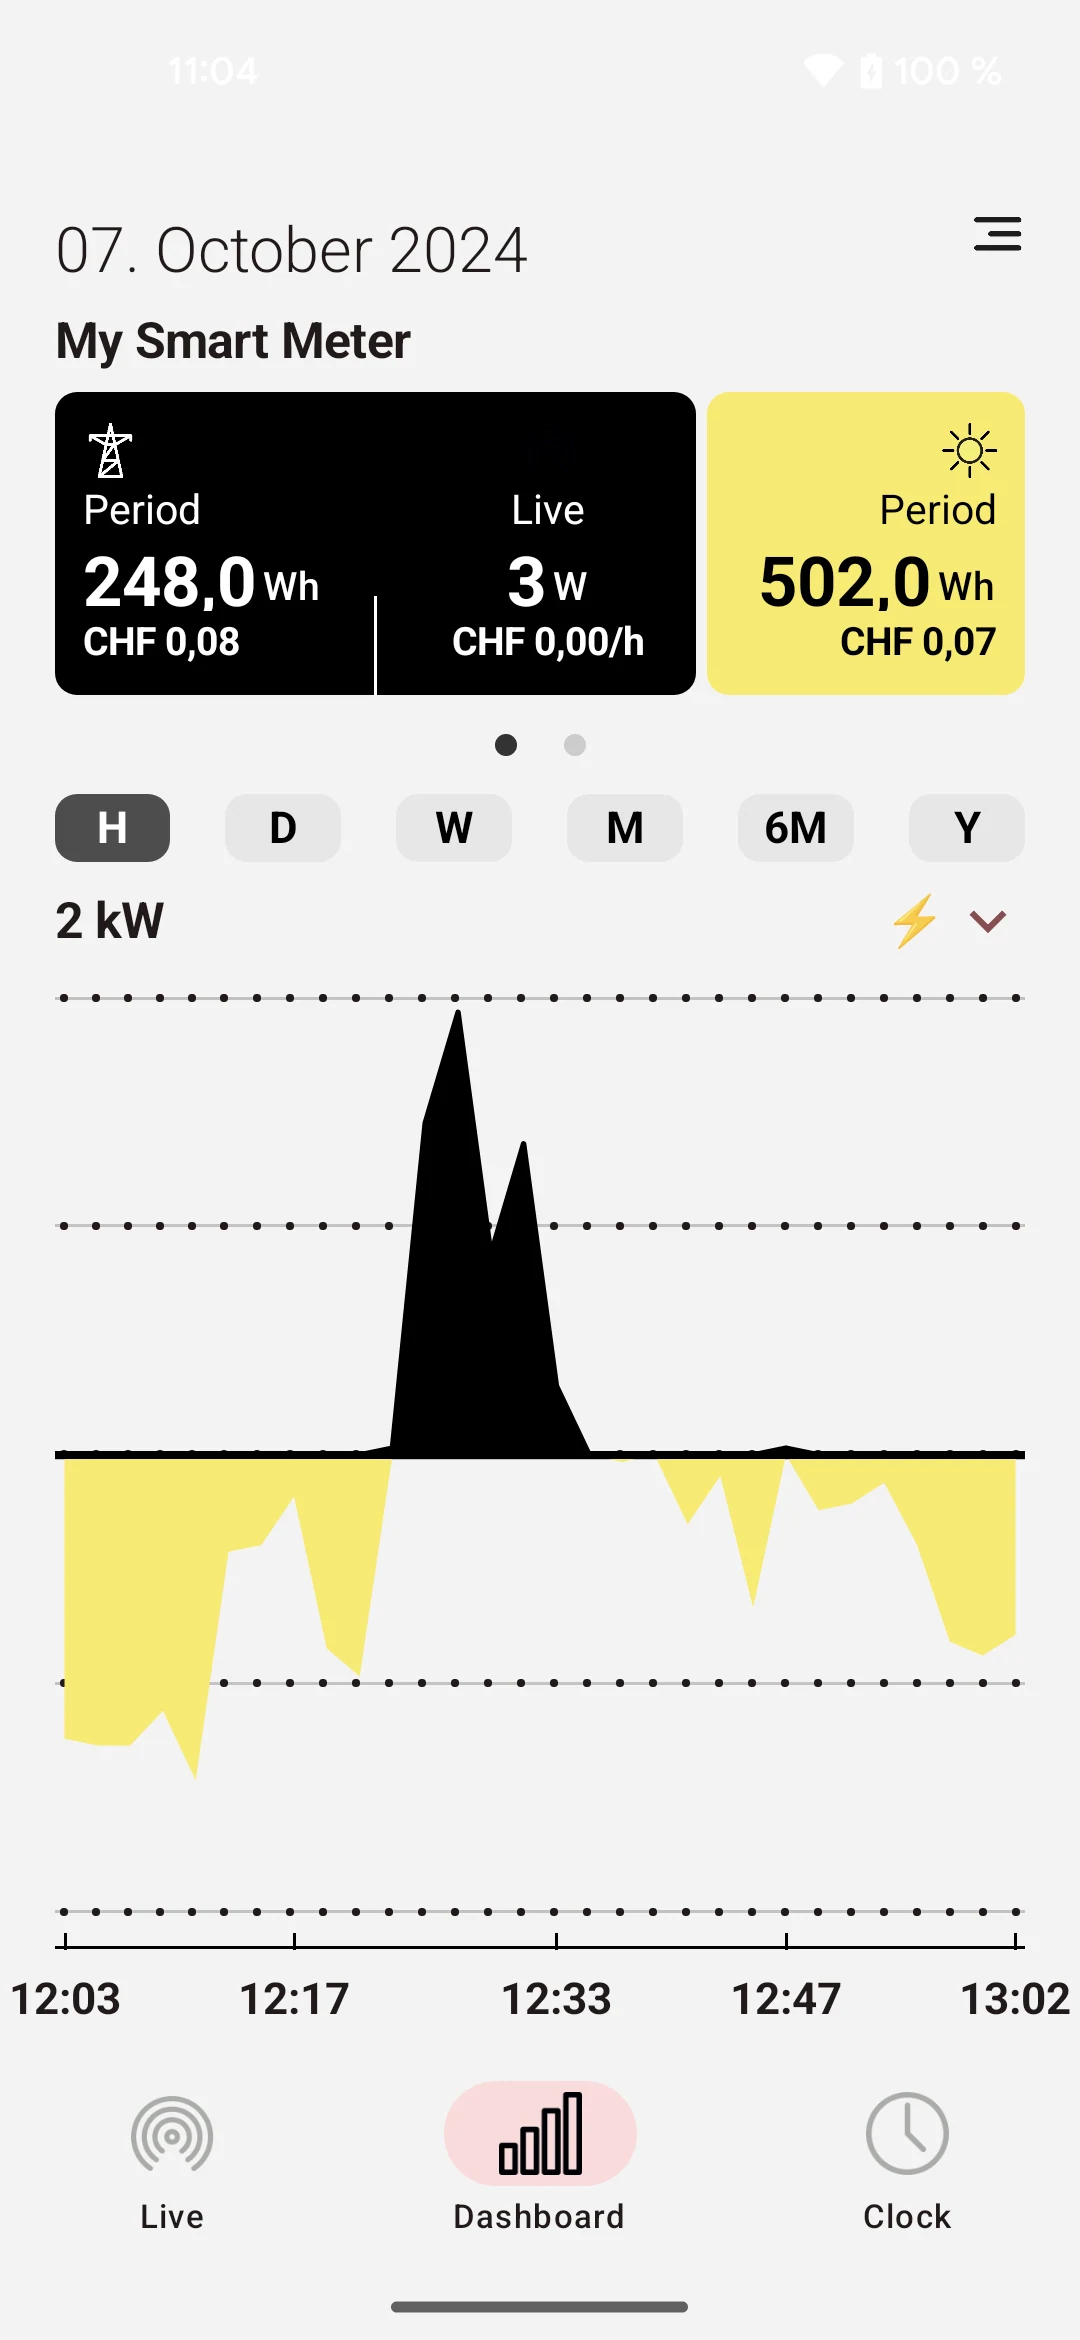 11:04 100 %
07. October 2024
My Smart Meter
Period Live Period
248,0 Wh 3 W 502,0 Wh
CHF 0,08 CHF 0,00/h CHF 0,07
H D W M 6M Y
2 kW
12:03 12:17 12:33 12:47 13:02
Live Dashboard Clock